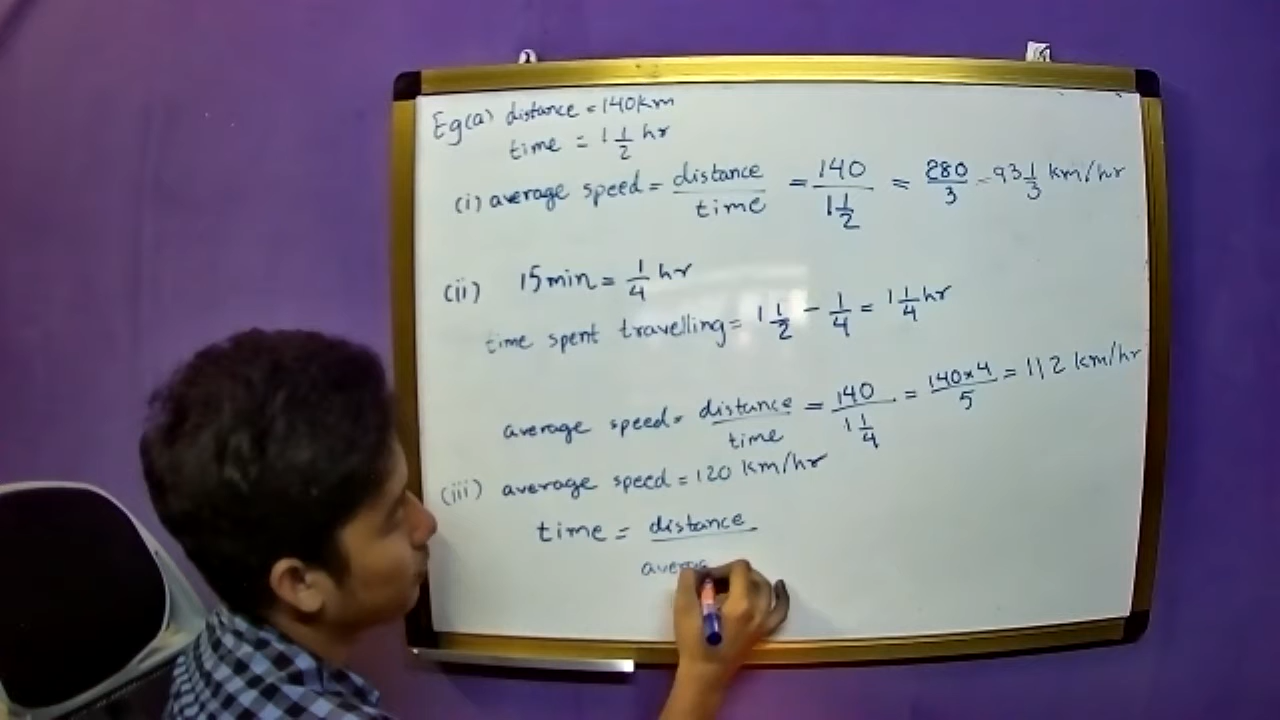 Eg(a) distance = 140km
time = 1 1/2 hr
(i) average speed = distance/time = 140/1 1/2 = 280/3 = 93 1/3 km/hr
(ii) 15min = 1/4 hr
time spent travelling = 1 1/2 - 1/4 = 1 1/4 hr
average speed = distance/time = 140/1 1/4 = 140×4/5 = 112 km/hr
(iii) average speed = 120 km/hr
time = distance
avera